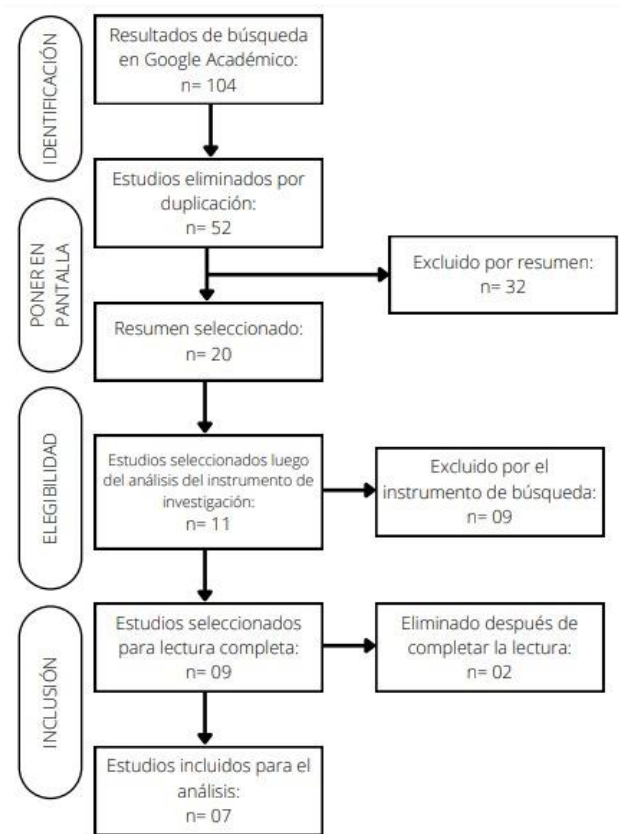 IDENTIFICACIÓN
Resultados de búsqueda
en Google Académico:
n= 104
Estudios eliminados por
duplicación:
n= 52
PONER EN
PANTALLA
Excluido por resumen:
n= 32
Resumen seleccionado:
n= 20
ELEGIBILIDAD
Estudios seleccionados luego
del análisis del instrumento de
investigación:
n= 11
Excluido por el
instrumento de búsqueda:
n= 09
INCLUSIÓN
Estudios seleccionados
para lectura completa:
n= 09
Eliminado después de
completar la lectura:
n= 02
Estudios incluidos para el
análisis:
n= 07